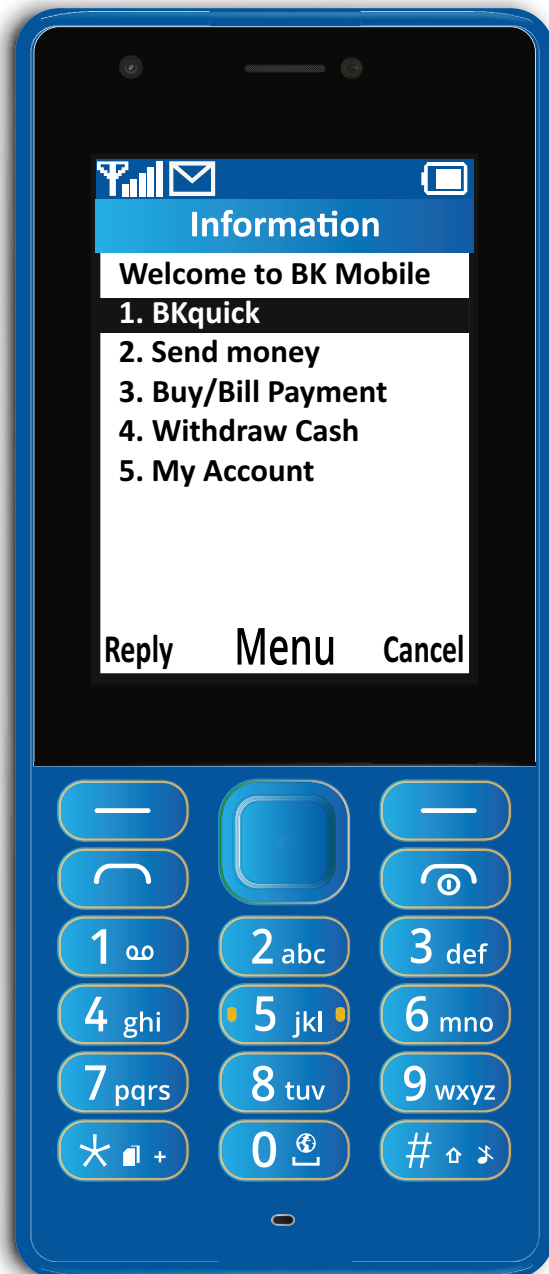 Information
Welcome to BK Mobile
1. BKquick
2. Send money
3. Buy/Bill Payment
4. Withdraw Cash
5. My Account
Reply Menu Cancel
1 2 abc 3 def
4 ghi 5 jkl 6 mno
7 pqrs 8 tuv 9 wxyz
* + 0 #